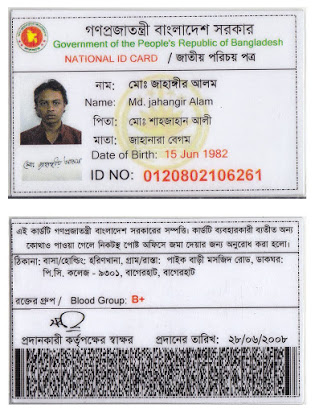 গণপ্রজাতন্ত্রী বাংলাদেশ সরকার
Government of the People's Republic of Bangladesh
NATIONAL ID CARD / জাতীয় পরিচয় পত্র
নাম: মোঃ জাহাঙ্গীর আলম
Name: Md. jahangir Alam
পিতা: মোঃ শাহজাহান আলী
মাতা: জাহানারা বেগম
Date of Birth: 15 Jun 1982
মোঃ জাহাঙ্গীর আলম
ID NO: 0120802106261
এই কার্ডটি গণপ্রজাতন্ত্রী বাংলাদেশ সরকারের সম্পত্তি। কার্ডটি ব্যবহারকারী ব্যতীত অন্য
কোথাও পাওয়া গেলে নিকটস্থ পোস্ট অফিসে জমা দেয়ার জন্য অনুরোধ করা হলো।
ঠিকানা: বাসা/হোল্ডিং: হরিণখানা, গ্রাম/রাস্তা: পাইক বাড়ী মসজিদ রোড, ডাকঘর:
পি.সি. কলেজ - ৯৩০১, বাগেরহাট, বাগেরহাট
রক্তের গ্রুপ / Blood Group: B+
প্রদানকারী কর্তৃপক্ষের স্বাক্ষর প্রদানের তারিখ: ২৮/০৬/২০০৮